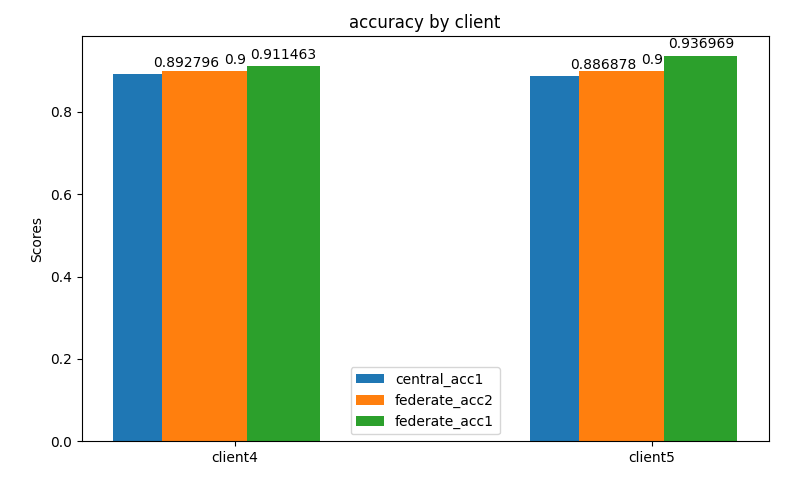 accuracy by client
0.892796 0.9 0.911463
0.886878 0.9 0.936969
Scores
0.8
0.6
0.4
0.2
0.0
client4 client5
central_acc1
federate_acc2
federate_acc1